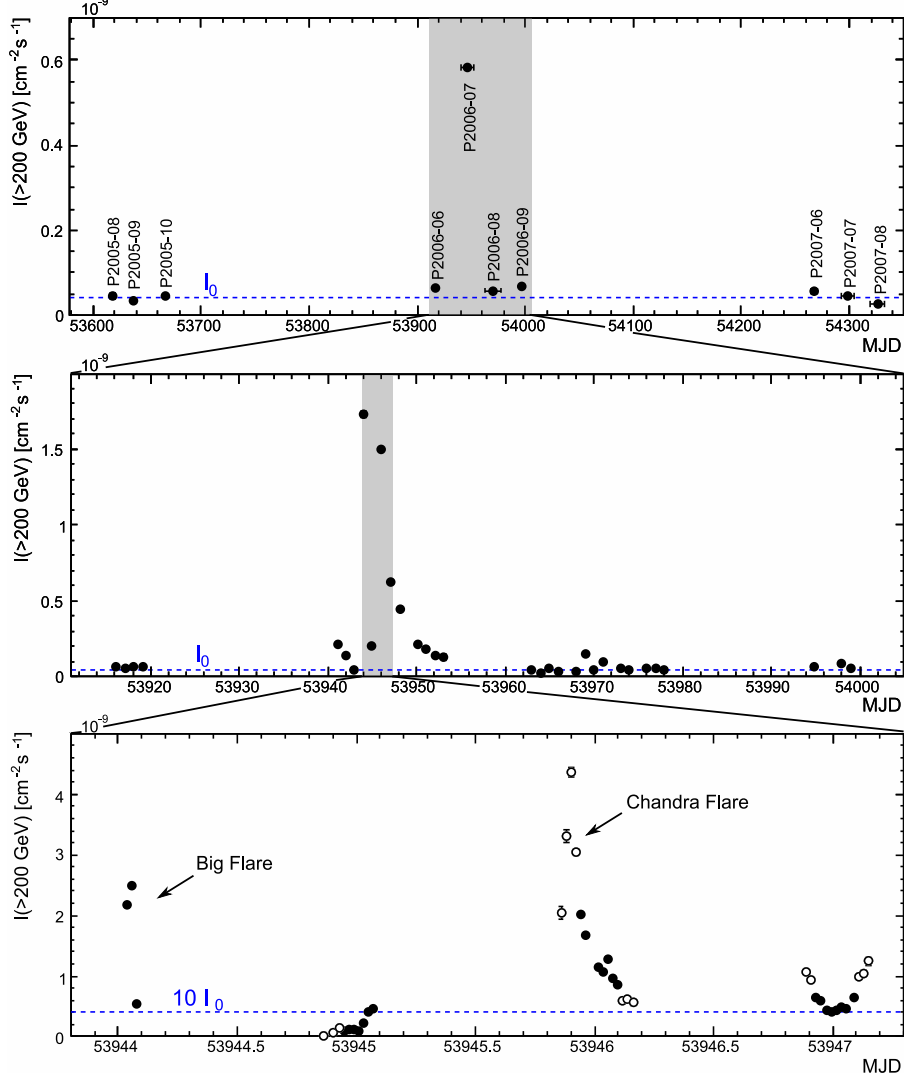 10⁻⁹
I(>200 GeV) [cm⁻²s⁻¹]
0.6
0.4
0.2
0
P2005-08
P2005-09
P2005-10
I₀
P2006-06
P2006-07
P2006-08
P2006-09
P2007-06
P2007-07
P2007-08
53600 53700 53800 53900 54000 54100 54200 54300
MJD
10⁻⁹
I(>200 GeV) [cm⁻²s⁻¹]
1.5
1
0.5
0
I₀
53920 53930 53940 53950 53960 53970 53980 53990 54000
MJD
10⁻⁹
I(>200 GeV) [cm⁻²s⁻¹]
4
3
2
1
0
Chandra Flare
Big Flare
10 I₀
53944 53944.5 53945 53945.5 53946 53946.5 53947
MJD